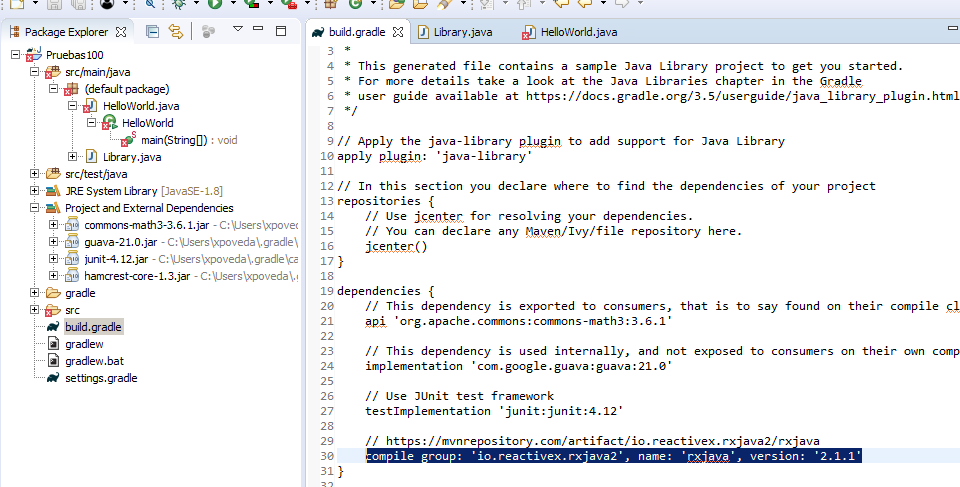 Package Explorer
Pruebas100
src/main/java
(default package)
HelloWorld.java
HelloWorld
main(String[]) : void
Library.java
src/test/java
JRE System Library [JavaSE-1.8]
Project and External Dependencies
commons-math3-3.6.1.jar - C:\Users\xpoveda\.g
guava-21.0.jar - C:\Users\xpoveda\.gradle\cac
junit-4.12.jar - C:\Users\xpoveda\.gradle\ca
hamcrest-core-1.3.jar - C:\Users\xpoveda\.g
gradle
src
build.gradle
gradlew
gradlew.bat
settings.gradle
build.gradle
Library.java
HelloWorld.java
3 *
4 * This generated file contains a sample Java Library project to get you started.
5 * For more details take a look at the Java Libraries chapter in the Gradle
6 * user guide available at https://docs.gradle.org/3.5/userguide/java_library_plugin.html
7 */
8
9 // Apply the java-library plugin to add support for Java Library
10 apply plugin: 'java-library'
11
12 // In this section you declare where to find the dependencies of your project
13 repositories {
14 // Use jcenter for resolving your dependencies.
15 // You can declare any Maven/Ivy/file repository here.
16 jcenter()
17 }
18
19 dependencies {
20 // This dependency is exported to consumers, that is to say found on their compile cl
21 api 'org.apache.commons:commons-math3:3.6.1'
22
23 // This dependency is used internally, and not exposed to consumers on their own comp
24 implementation 'com.google.guava:guava:21.0'
25
26 // Use JUnit test framework
27 testImplementation 'junit:junit:4.12'
28
29 // https://mvnrepository.com/artifact/io.reactivex.rxjava2/rxjava
30 compile group: 'io.reactivex.rxjava2', name: 'rxjava', version: '2.1.1'
31 }
32